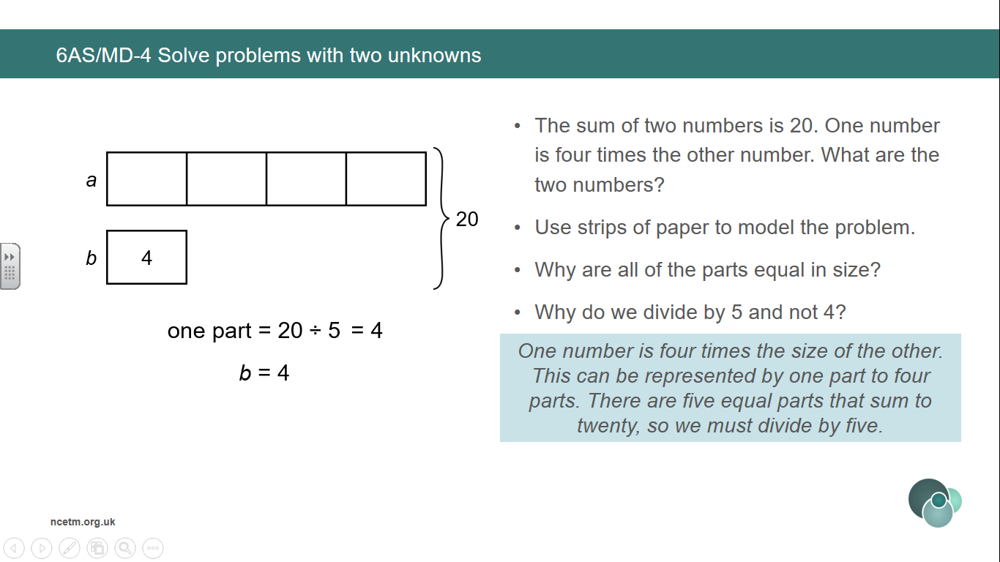 6AS/MD-4 Solve problems with two unknowns
a
20
b
4
one part = 20 ÷ 5 = 4
b = 4
• The sum of two numbers is 20. One number
is four times the other number. What are the
two numbers?
• Use strips of paper to model the problem.
• Why are all of the parts equal in size?
• Why do we divide by 5 and not 4?
One number is four times the size of the other.
This can be represented by one part to four
parts. There are five equal parts that sum to
twenty, so we must divide by five.
ncetm.org.uk